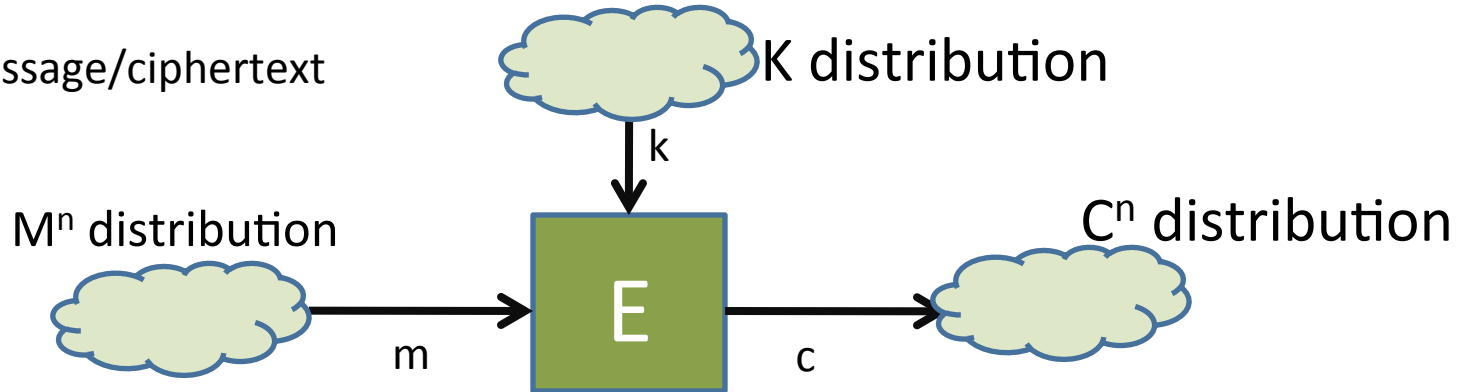 ssage/ciphertext
K distribution
k
Mⁿ distribution
Cⁿ distribution
E
m
c